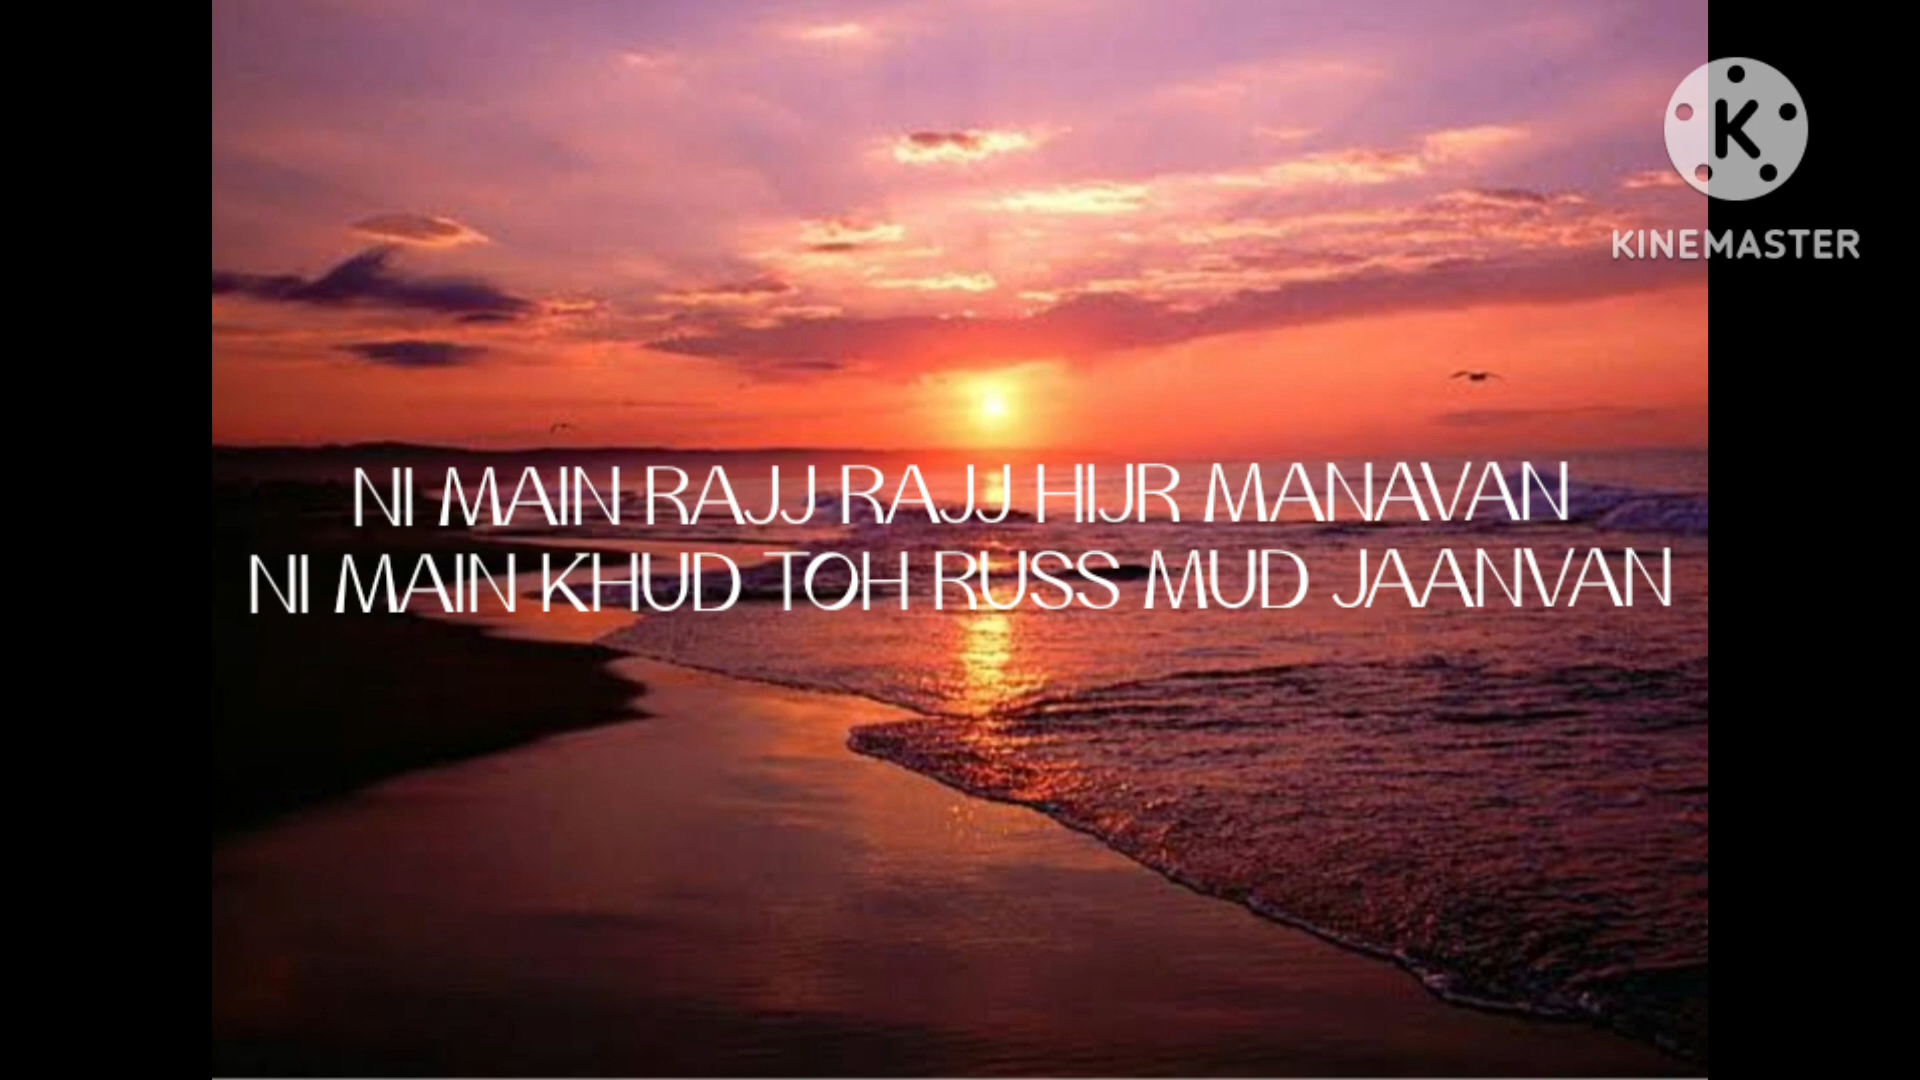 KINEMASTER
NI MAIN RAJJ RAJJ HIJR MANAVAN
NI MAIN KHUD TOH RUSS MUD JAANVAN